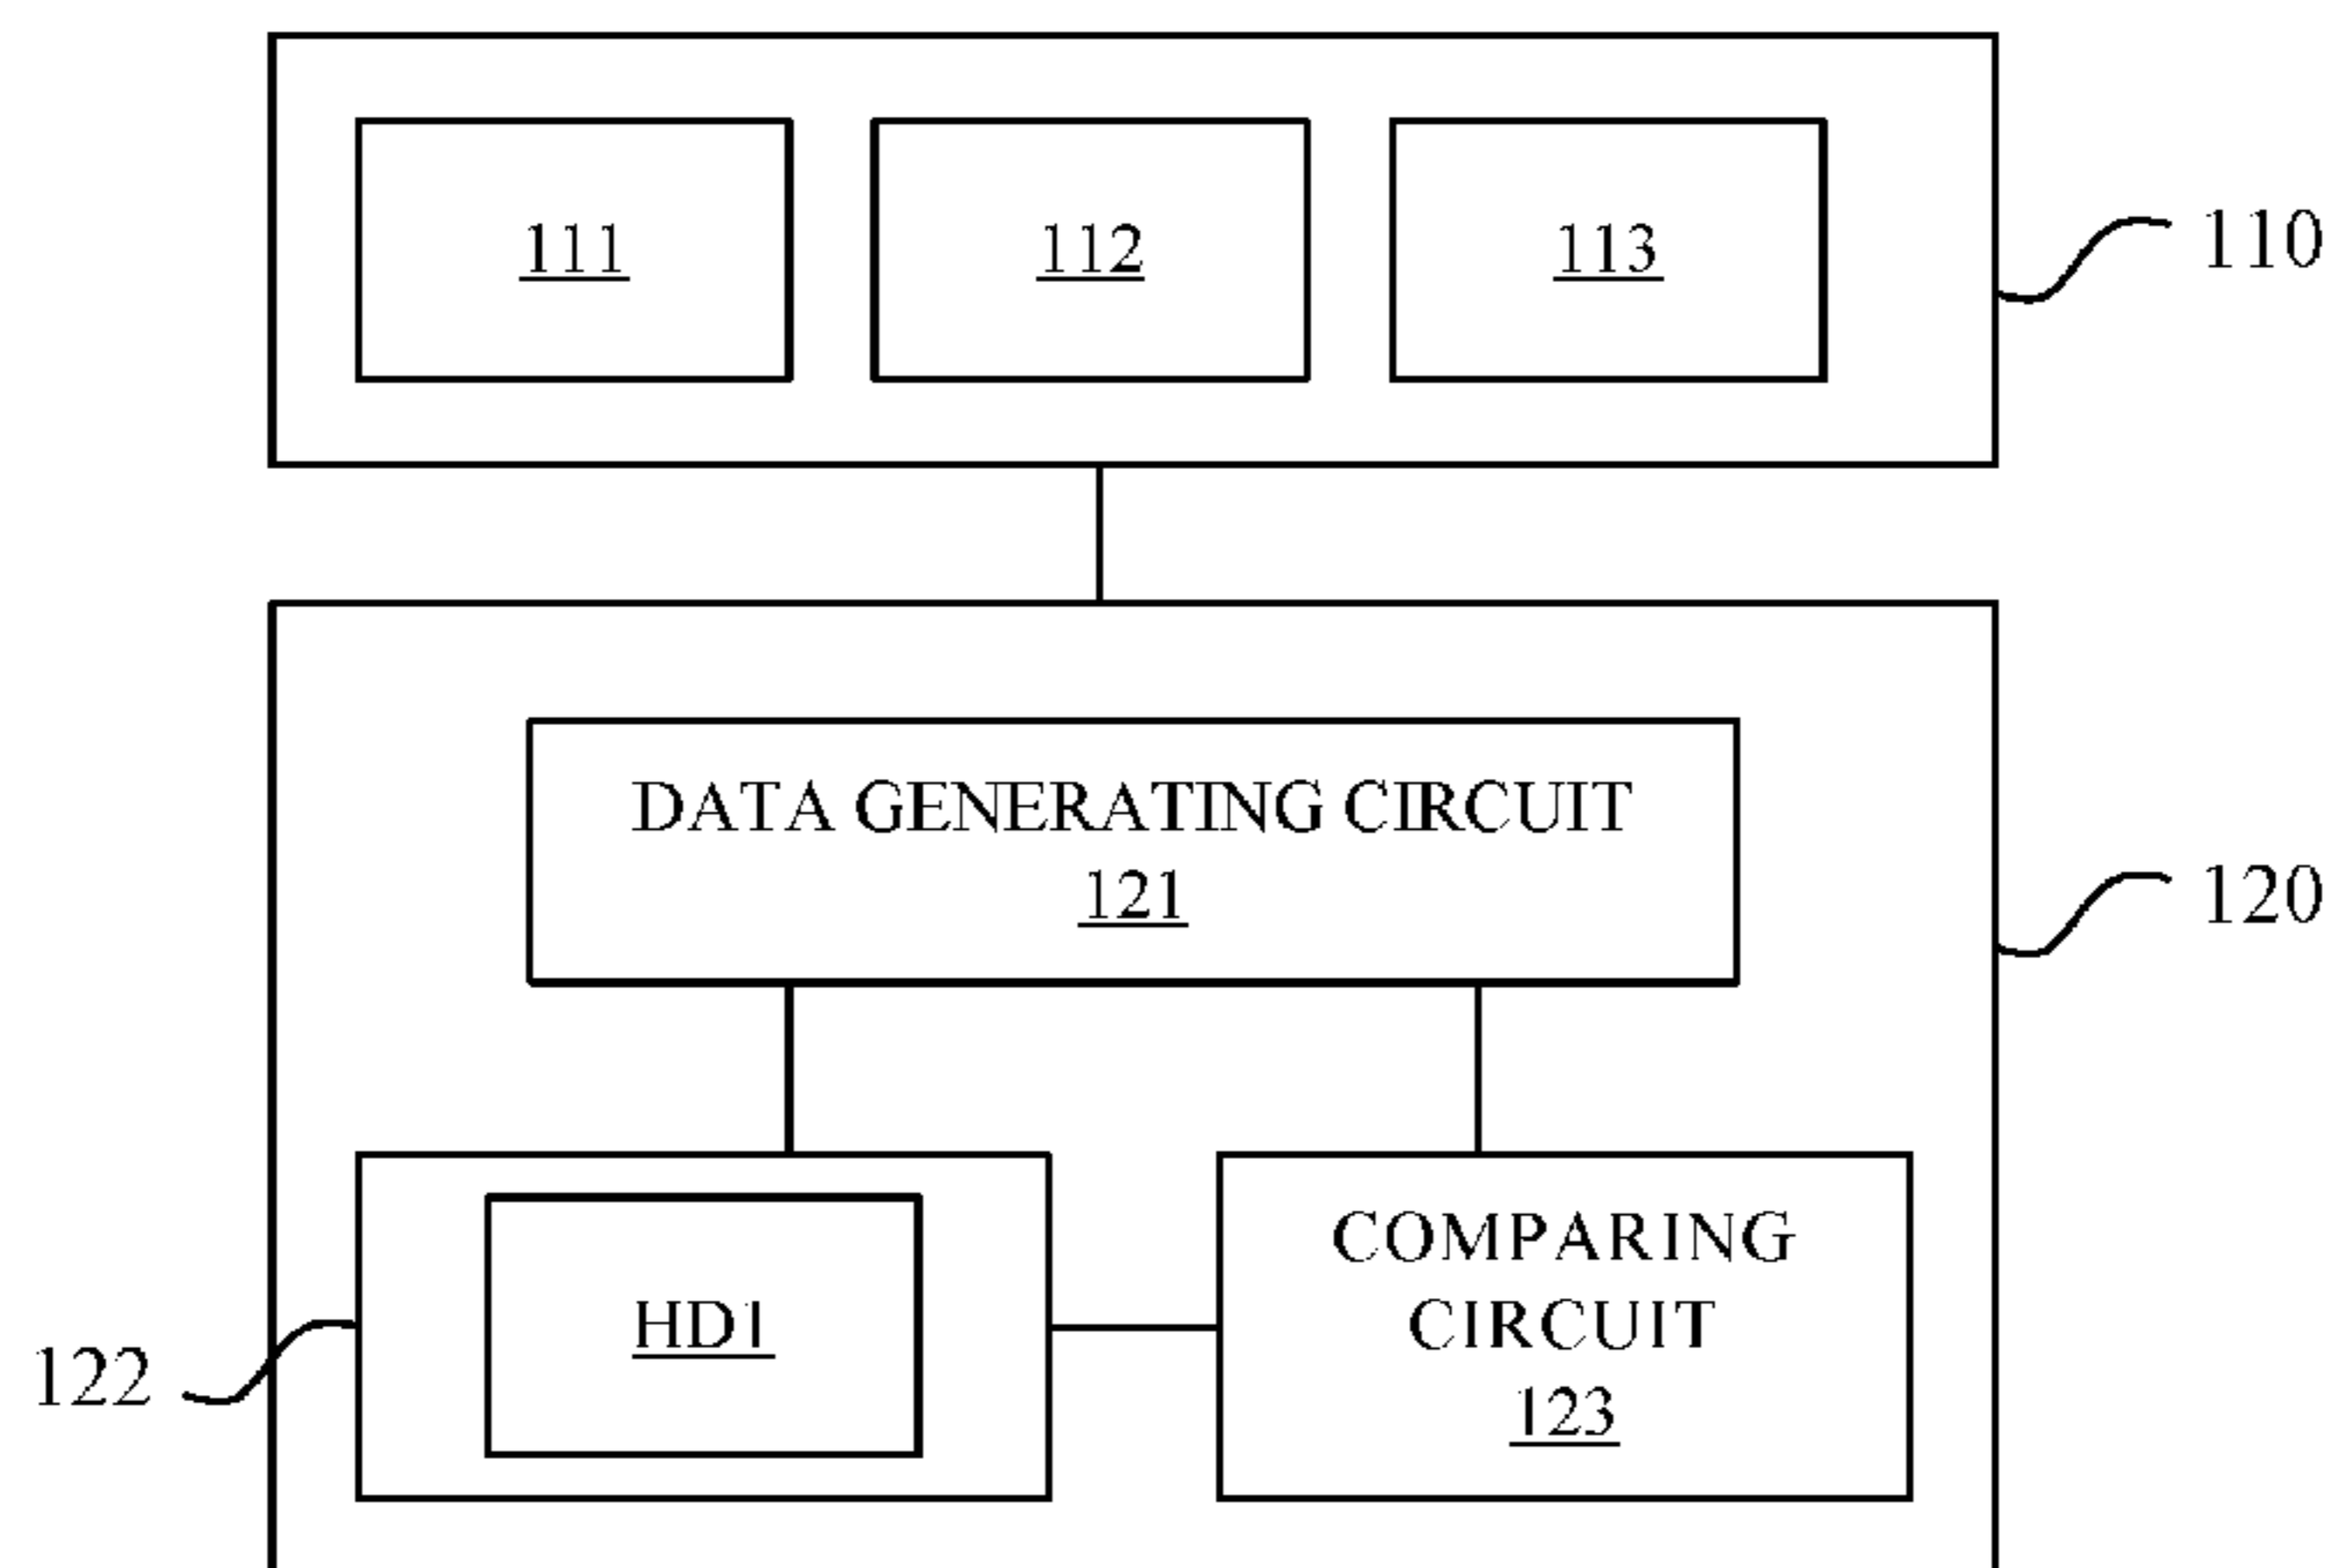 111
112
113
110
DATA GENERATING CIRCUIT
121
120
HD1
122
COMPARING
CIRCUIT
123